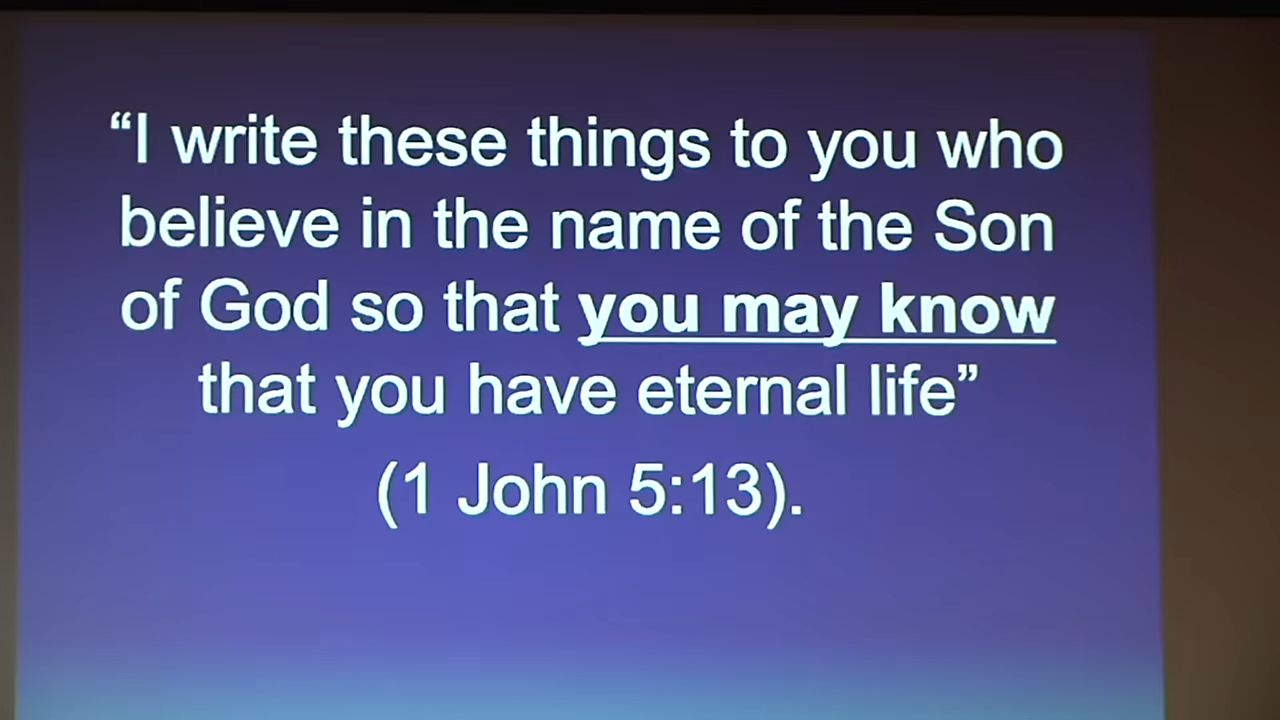 “I write these things to you who
believe in the name of the Son
of God so that you may know
that you have eternal life”
(1 John 5:13).